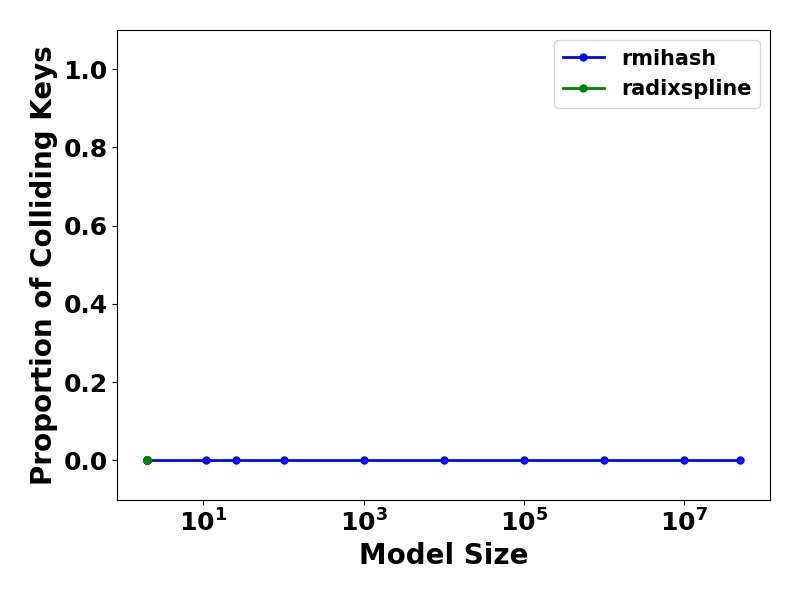 rmihash
radixspline
Proportion of Colliding Keys
1.0
0.8
0.6
0.4
0.2
0.0
10¹ 10³ 10⁵ 10⁷
Model Size